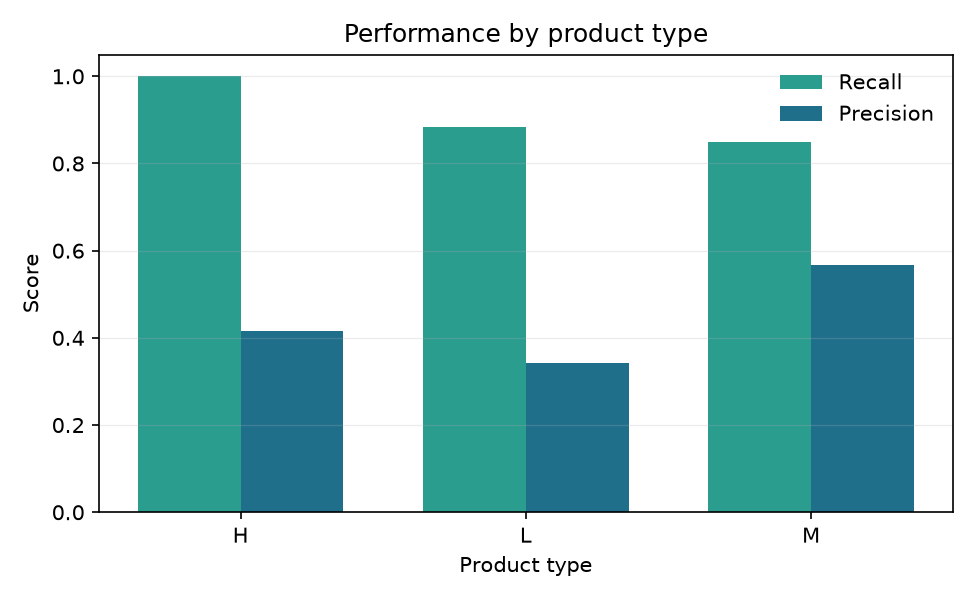 Performance by product type
Recall
Precision
1.0
0.8
0.6
0.4
0.2
0.0
Score
H
L
M
Product type